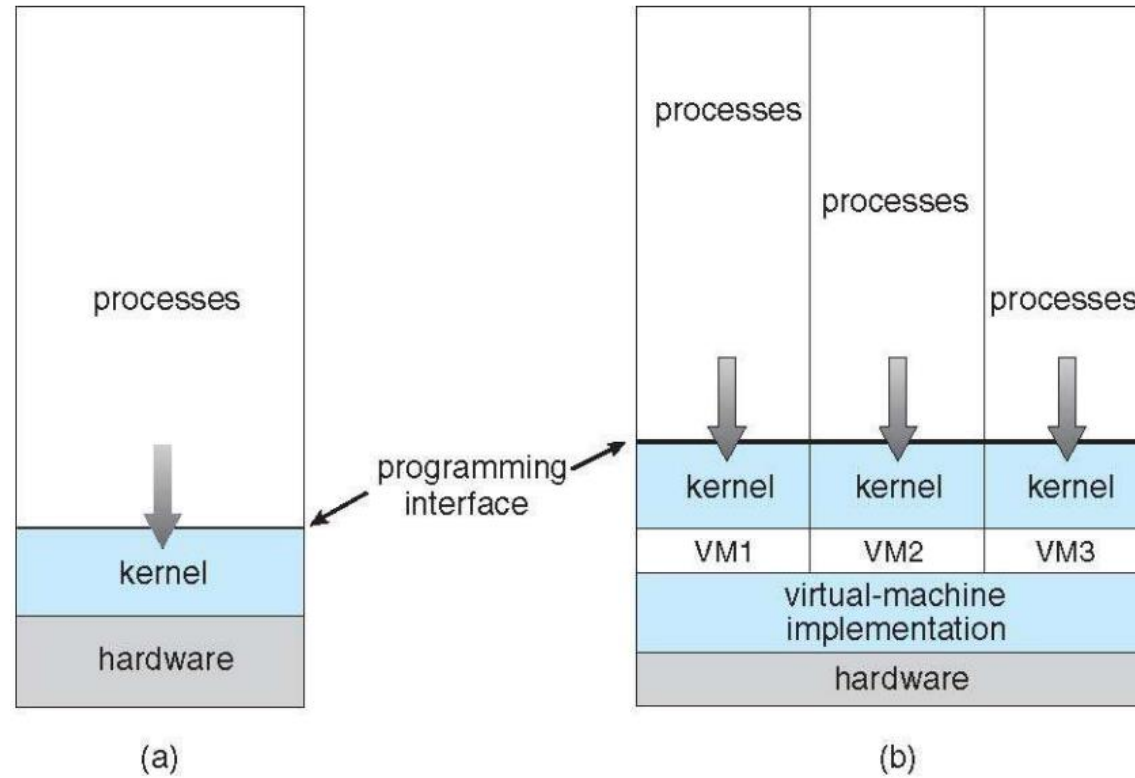 processes
kernel
hardware
(a)
programming
interface
processes
processes
processes
kernel
kernel
kernel
VM1
VM2
VM3
virtual-machine
implementation
hardware
(b)